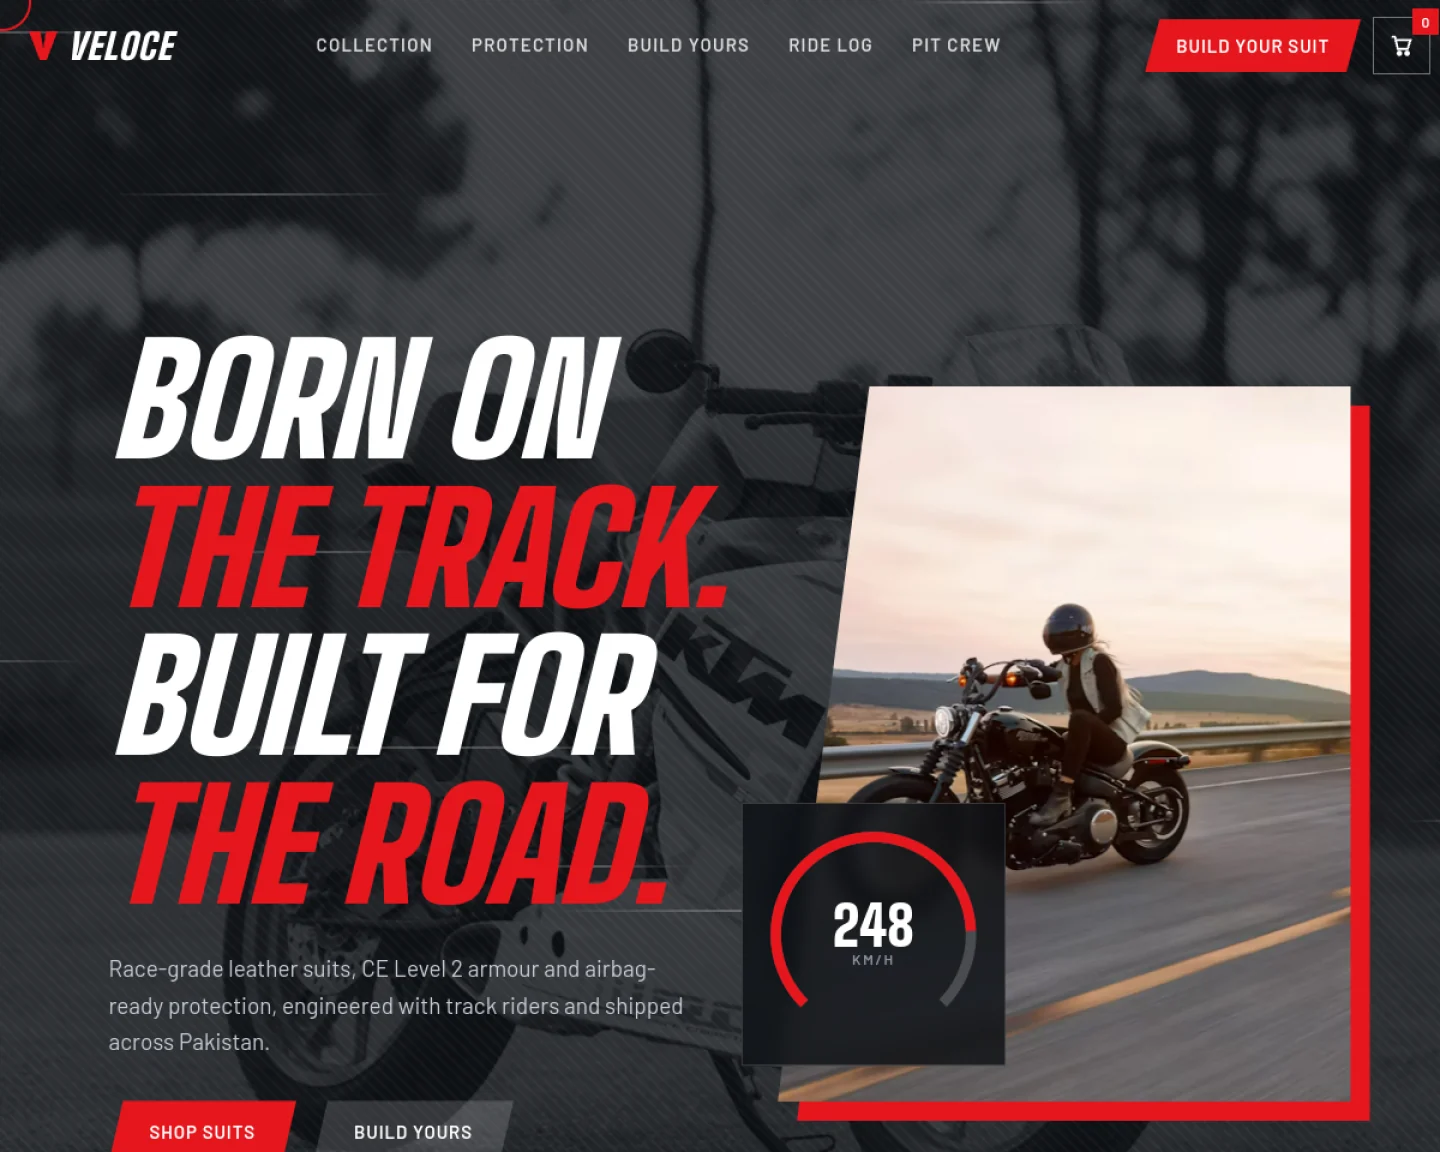 VELOCE
COLLECTION
PROTECTION
BUILD YOURS
RIDE LOG
PIT CREW
BUILD YOUR SUIT
0
BORN ON
THE TRACK.
BUILT FOR
THE ROAD.
KTM
248
KM/H
Race-grade leather suits, CE Level 2 armour and airbag-
ready protection, engineered with track riders and shipped
across Pakistan.
SHOP SUITS
BUILD YOURS